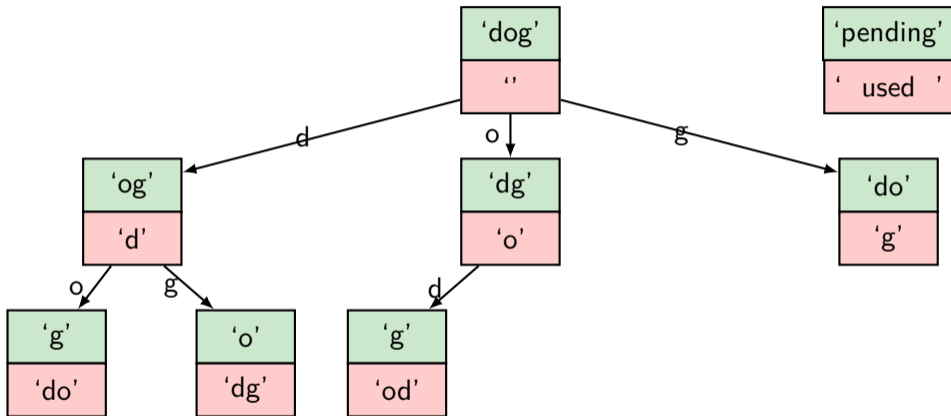 ‘dog’
‘’
‘pending’
‘ used ’
d
o
g
‘og’
‘d’
‘dg’
‘o’
‘do’
‘g’
o
g
d
‘g’
‘do’
‘o’
‘dg’
‘g’
‘od’